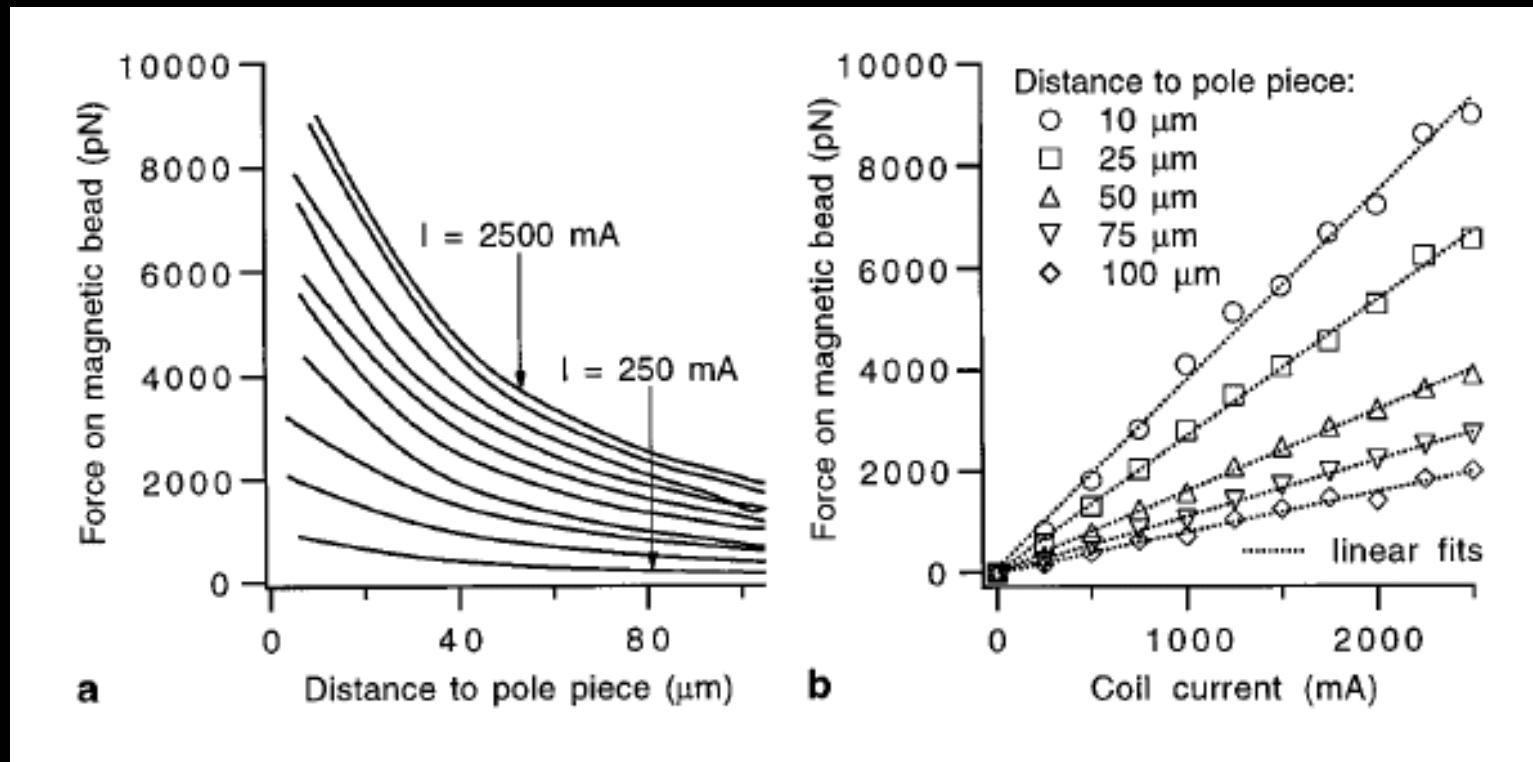 Force on magnetic bead (pN)
10000
8000
6000
4000
2000
0
I = 2500 mA
I = 250 mA
0 40 80
Distance to pole piece (μm)
a
Force on magnetic bead (pN)
10000
8000
6000
4000
2000
0
Distance to pole piece:
10 μm
25 μm
50 μm
75 μm
100 μm
linear fits
0 1000 2000
Coil current (mA)
b